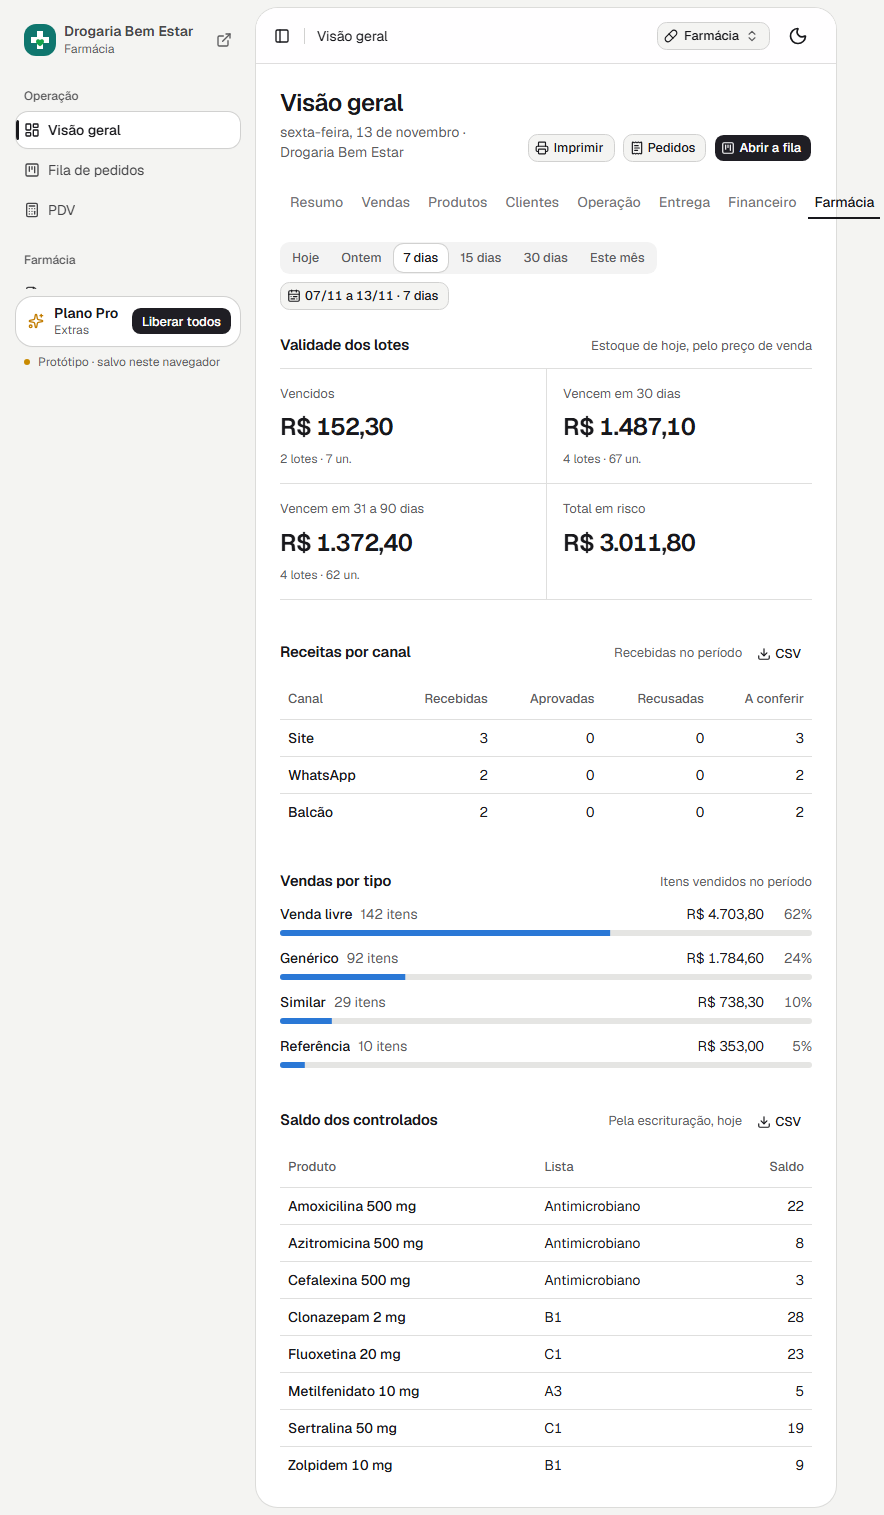 Drogaria Bem Estar
Farmácia
Operação
Visão geral
Fila de pedidos
PDV
Farmácia
Plano Pro
Extras
Liberar todos
Protótipo · salvo neste navegador
Visão geral
Farmácia
Visão geral
sexta-feira, 13 de novembro ·
Drogaria Bem Estar
Imprimir
Pedidos
Abrir a fila
Resumo Vendas Produtos Clientes Operação Entrega Financeiro Farmácia
Hoje Ontem 7 dias 15 dias 30 dias Este mês
07/11 a 13/11 · 7 dias
Validade dos lotes
Estoque de hoje, pelo preço de venda
Vencidos
R$ 152,30
2 lotes · 7 un.
Vencem em 30 dias
R$ 1.487,10
4 lotes · 67 un.
Vencem em 31 a 90 dias
R$ 1.372,40
4 lotes · 62 un.
Total em risco
R$ 3.011,80
Receitas por canal
Recebidas no período
CSV
Canal Recebidas Aprovadas Recusadas A conferir
Site 3 0 0 3
WhatsApp 2 0 0 2
Balcão 2 0 0 2
Vendas por tipo
Itens vendidos no período
Venda livre 142 itens R$ 4.703,80 62%
Genérico 92 itens R$ 1.784,60 24%
Similar 29 itens R$ 738,30 10%
Referência 10 itens R$ 353,00 5%
Saldo dos controlados
Pela escrituração, hoje
CSV
Produto Lista Saldo
Amoxicilina 500 mg Antimicrobiano 22
Azitromicina 500 mg Antimicrobiano 8
Cefalexina 500 mg Antimicrobiano 3
Clonazepam 2 mg B1 28
Fluoxetina 20 mg C1 23
Metilfenidato 10 mg A3 5
Sertralina 50 mg C1 19
Zolpidem 10 mg B1 9